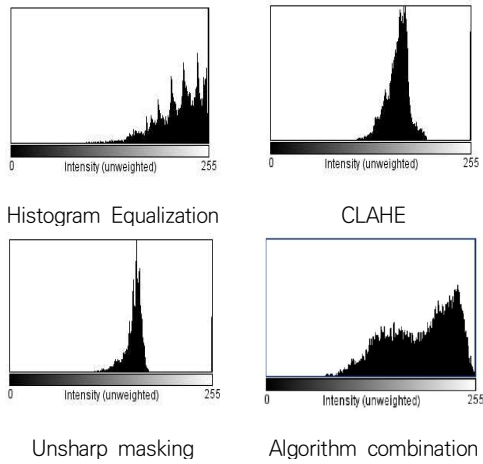 0 Intensity (unweighted) 255
0 Intensity (unweighted) 255
Histogram Equalization
CLAHE
0 Intensity (unweighted) 255
0 Intensity (unweighted) 255
Unsharp masking
Algorithm combination